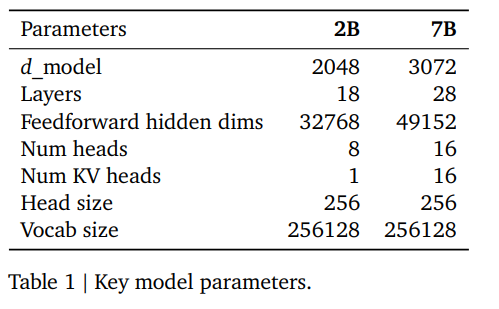 Parameters 2B 7B
d_model 2048 3072
Layers 18 28
Feedforward hidden dims 32768 49152
Num heads 8 16
Num KV heads 1 16
Head size 256 256
Vocab size 256128 256128
Table 1 | Key model parameters.